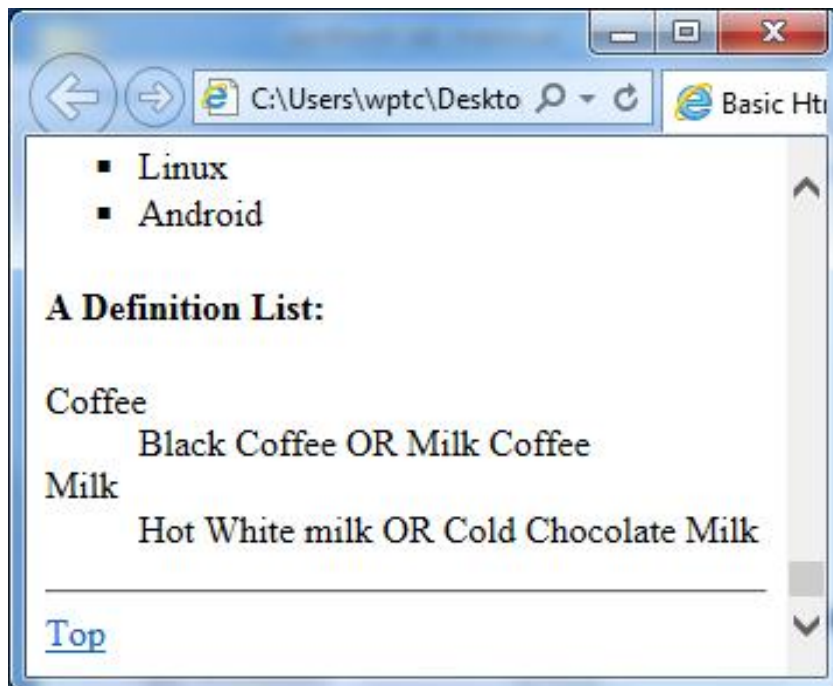 C:\Users\wptc\Deskto
Basic Ht
Linux
Android
A Definition List:
Coffee
Black Coffee OR Milk Coffee
Milk
Hot White milk OR Cold Chocolate Milk
Top